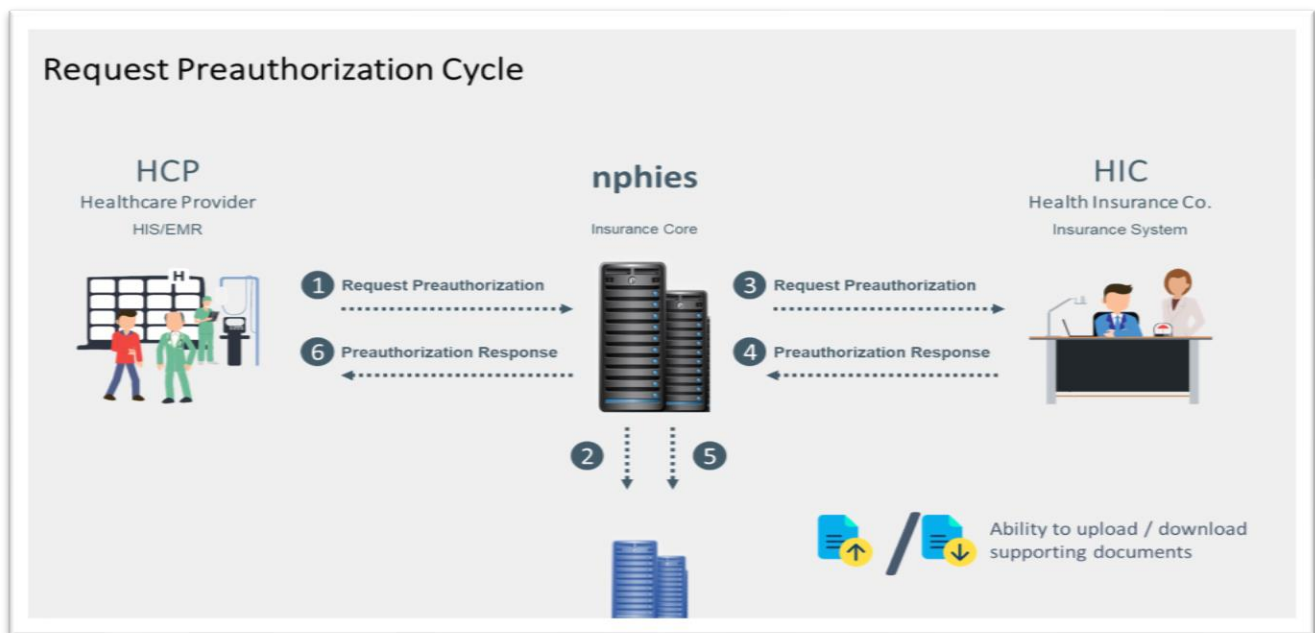 Request Preauthorization Cycle
HCP
Healthcare Provider
HIS/EMR
nphies
Insurance Core
HIC
Health Insurance Co.
Insurance System
H
1 Request Preauthorization
3 Request Preauthorization
6 Preauthorization Response
4 Preauthorization Response
2
5
Ability to upload / download
supporting documents